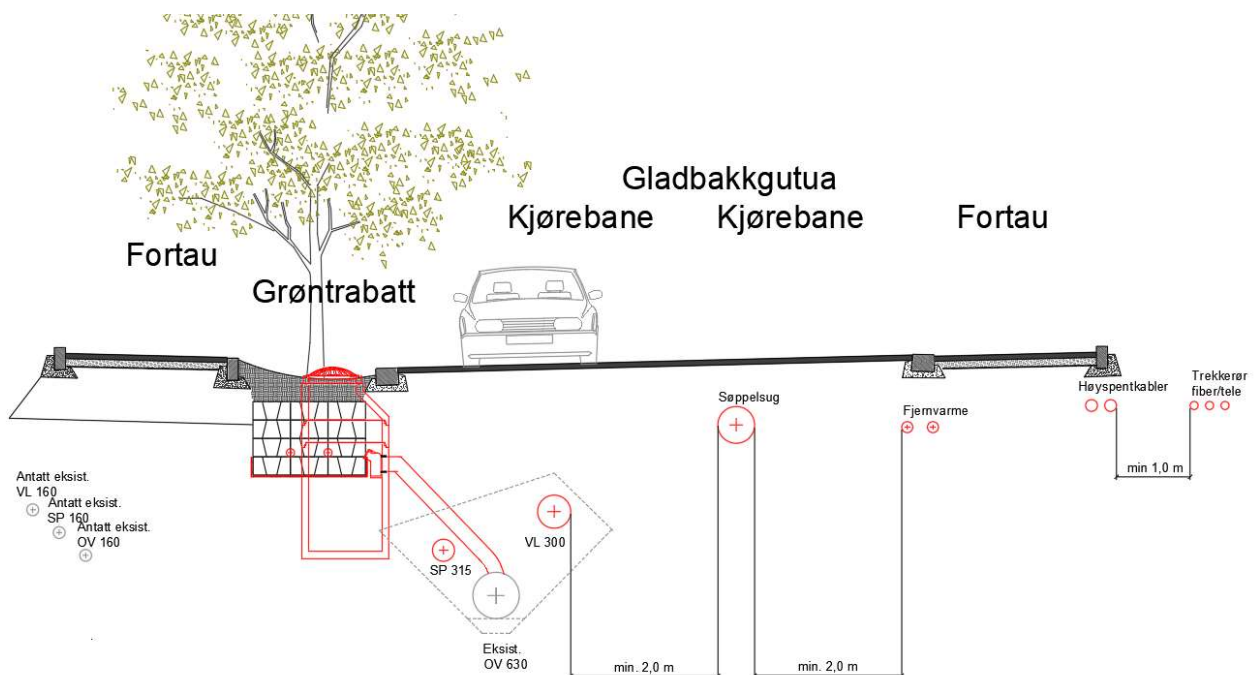 Gladbakkgutua
Kjørebane
Kjørebane
Fortau
Fortau
Grøntrabatt
Søppelsug
Fjernvarme
Høyspentkabler
Trekkerør
fiber/tele
min 1,0 m
Antatt eksist.
VL 160
Antatt eksist.
SP 160
Antatt eksist.
OV 160
VL 300
SP 315
Eksist.
OV 630
min. 2,0 m
min. 2,0 m